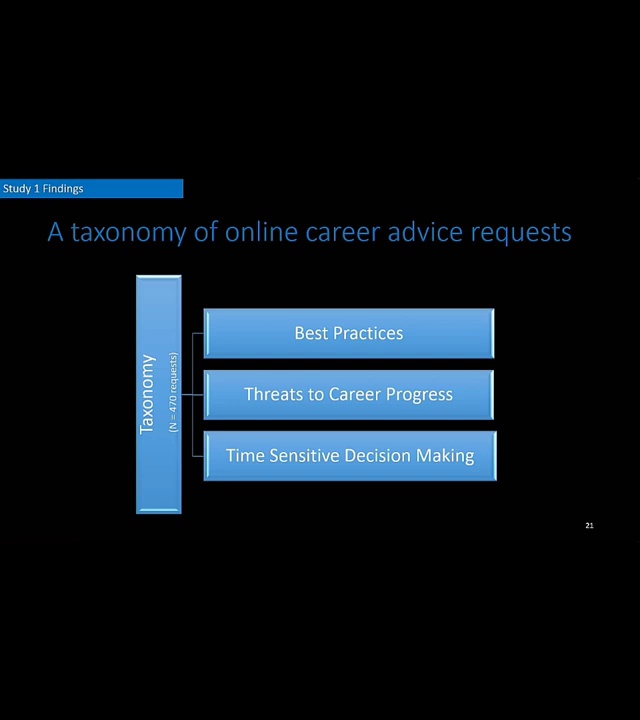 Study 1 Findings
A taxonomy of online career advice requests
Taxonomy
(N = 470 requests)
Best Practices
Threats to Career Progress
Time Sensitive Decision Making
21